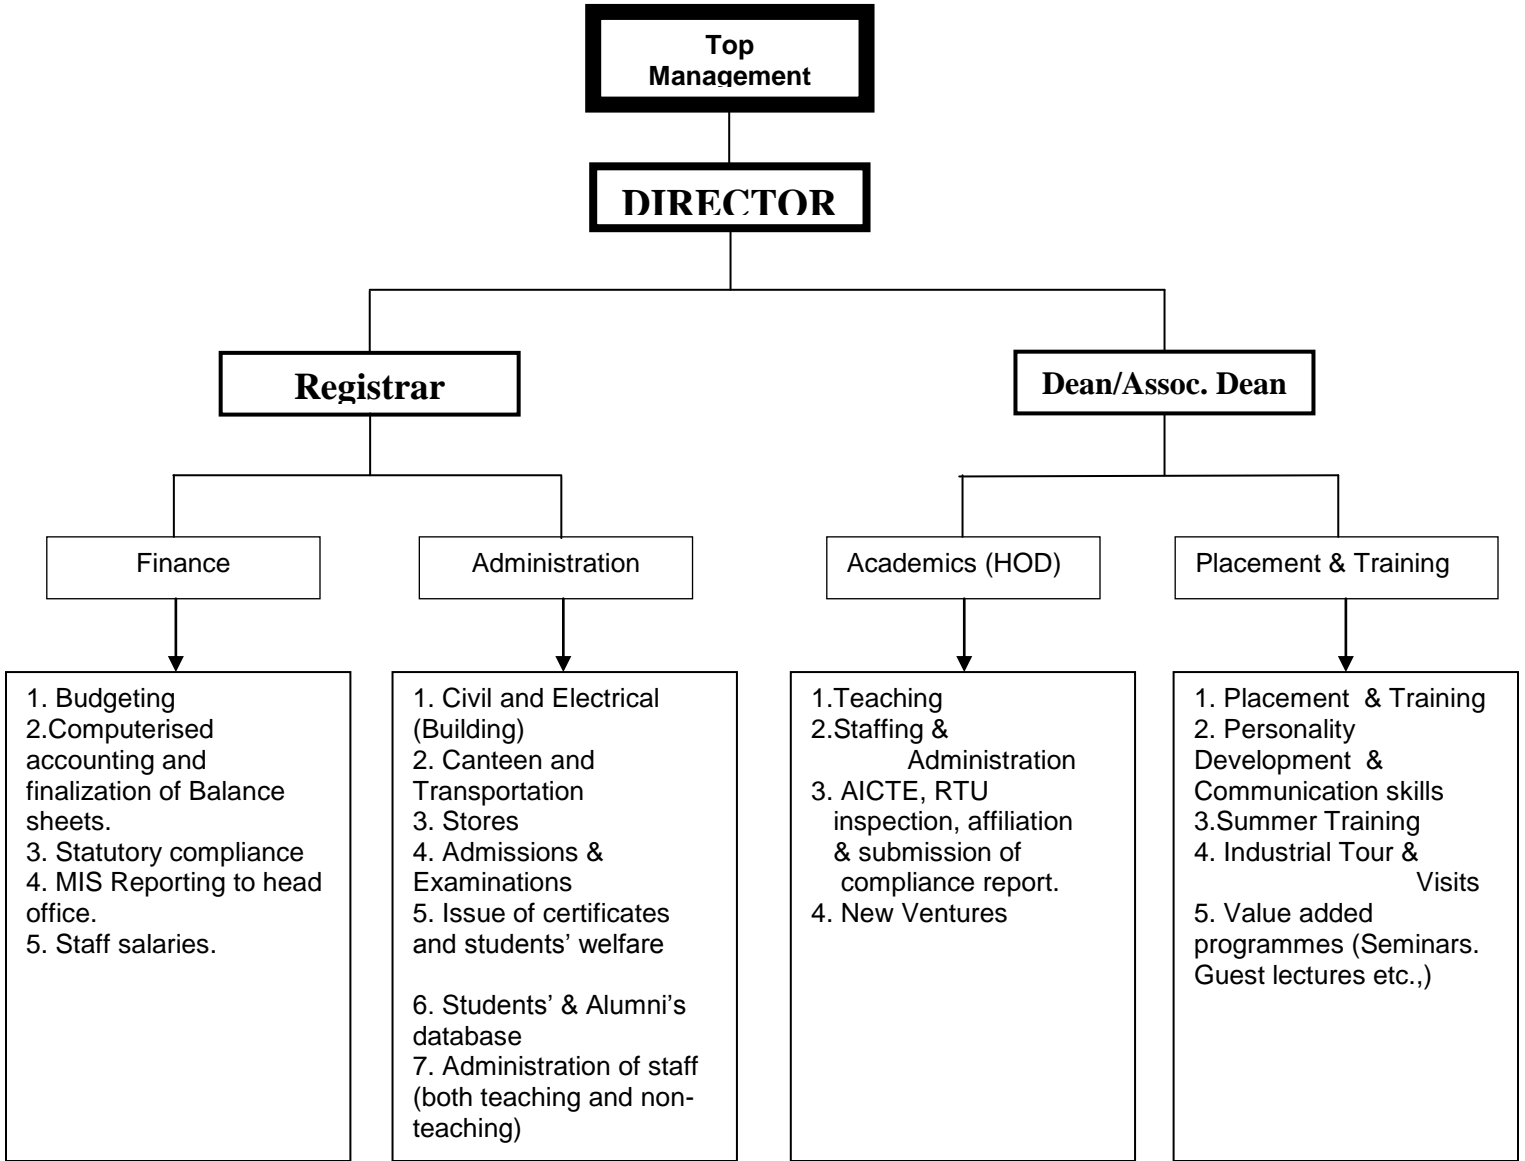 Top
Management
DIRECTOR
Registrar
Dean/Assoc. Dean
Finance
Administration
Academics (HOD)
Placement & Training
1. Budgeting
2.Computerised
accounting and
finalization of Balance
sheets.
3. Statutory compliance
4. MIS Reporting to head
office.
5. Staff salaries.
1. Civil and Electrical
(Building)
2. Canteen and
Transportation
3. Stores
4. Admissions &
Examinations
5. Issue of certificates
and students’ welfare
6. Students’ & Alumni’s
database
7. Administration of staff
(both teaching and non-
teaching)
1.Teaching
2.Staffing &
Administration
3. AICTE, RTU
inspection, affiliation
& submission of
compliance report.
4. New Ventures
1. Placement & Training
2. Personality
Development &
Communication skills
3.Summer Training
4. Industrial Tour &
Visits
5. Value added
programmes (Seminars.
Guest lectures etc.,)